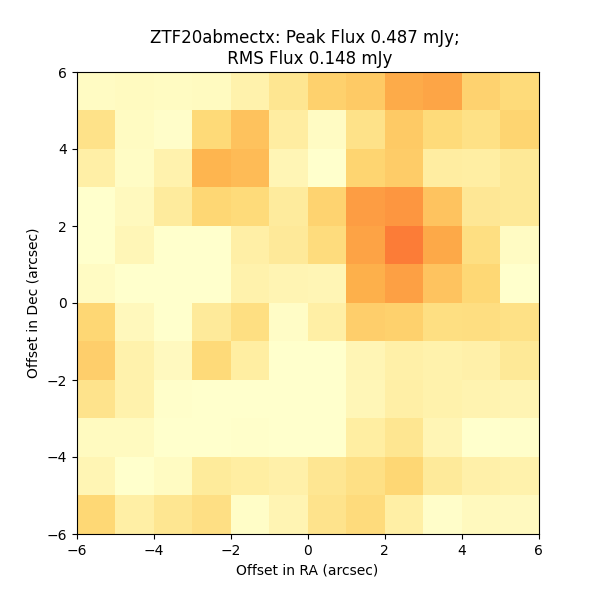 ZTF20abmectx: Peak Flux 0.487 mJy;
RMS Flux 0.148 mJy
6
4
2
0
−2
−4
−6
Offset in Dec (arcsec)
−6 −4 −2 0 2 4 6
Offset in RA (arcsec)